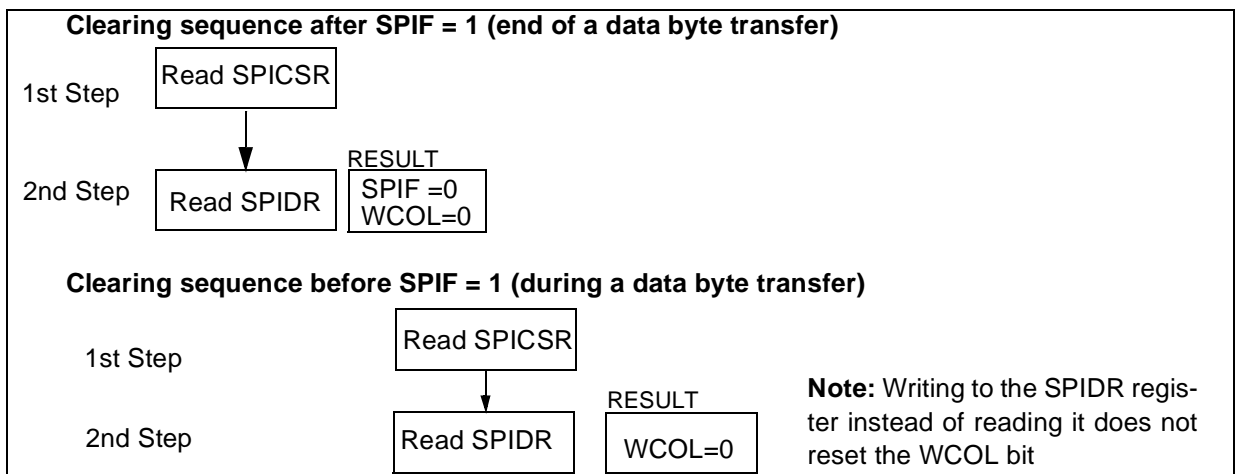 Clearing sequence after SPIF = 1 (end of a data byte transfer)
1st Step
Read SPICSR
2nd Step
Read SPIDR
RESULT
SPIF =0
WCOL=0
Clearing sequence before SPIF = 1 (during a data byte transfer)
1st Step
Read SPICSR
2nd Step
Read SPIDR
RESULT
WCOL=0
Note: Writing to the SPIDR regis-
ter instead of reading it does not
reset the WCOL bit